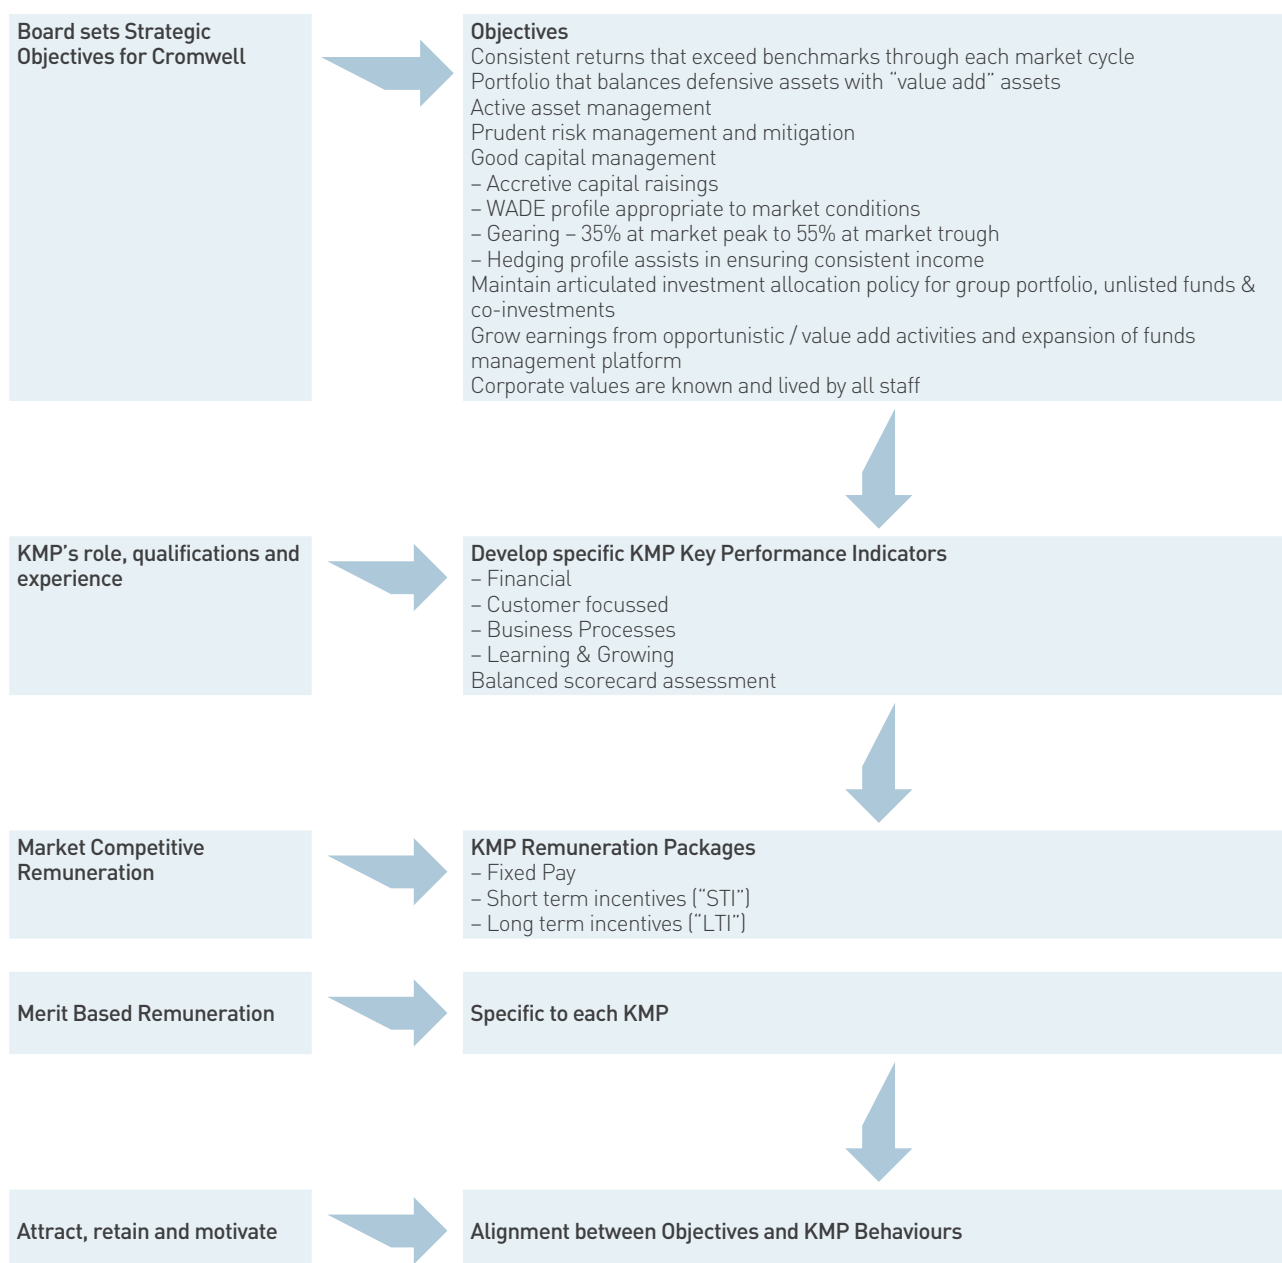 Board sets Strategic
Objectives for Cromwell
Objectives
Consistent returns that exceed benchmarks through each market cycle
Portfolio that balances defensive assets with “value add” assets
Active asset management
Prudent risk management and mitigation
Good capital management
– Accretive capital raisings
– WADE profile appropriate to market conditions
– Gearing – 35% at market peak to 55% at market trough
– Hedging profile assists in ensuring consistent income
Maintain articulated investment allocation policy for group portfolio, unlisted funds &
co-investments
Grow earnings from opportunistic / value add activities and expansion of funds
management platform
Corporate values are known and lived by all staff
KMP’s role, qualifications and
experience
Develop specific KMP Key Performance Indicators
– Financial
– Customer focussed
– Business Processes
– Learning & Growing
Balanced scorecard assessment
Market Competitive
Remuneration
KMP Remuneration Packages
– Fixed Pay
– Short term incentives (“STI”)
– Long term incentives (“LTI”)
Merit Based Remuneration
Specific to each KMP
Attract, retain and motivate
Alignment between Objectives and KMP Behaviours